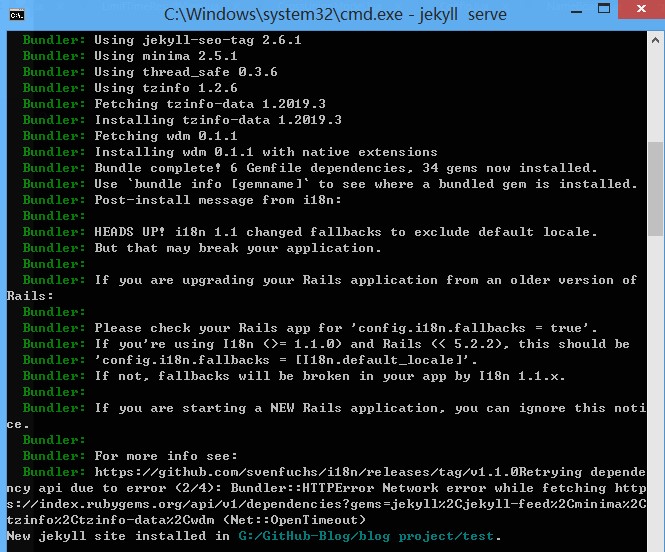 C:\Windows\system32\cmd.exe - jekyll  serve
Bundler: Using jekyll-seo-tag 2.6.1
Bundler: Using minima 2.5.1
Bundler: Using thread_safe 0.3.6
Bundler: Using tzinfo 1.2.6
Bundler: Fetching tzinfo-data 1.2019.3
Bundler: Installing tzinfo-data 1.2019.3
Bundler: Fetching wdm 0.1.1
Bundler: Installing wdm 0.1.1 with native extensions
Bundler: Bundle complete! 6 Gemfile dependencies, 34 gems now installed.
Bundler: Use `bundle info [gemname]` to see where a bundled gem is installed.
Bundler: Post-install message from i18n:
Bundler:
Bundler: HEADS UP! i18n 1.1 changed fallbacks to exclude default locale.
Bundler: But that may break your application.
Bundler:
Bundler: If you are upgrading your Rails application from an older version of
Rails:
Bundler:
Bundler: Please check your Rails app for 'config.i18n.fallbacks = true'.
Bundler: If you're using I18n (>= 1.1.0) and Rails (< 5.2.2), this should be
Bundler: 'config.i18n.fallbacks = [I18n.default_locale]'.
Bundler: If not, fallbacks will be broken in your app by I18n 1.1.x.
Bundler:
Bundler: If you are starting a NEW Rails application, you can ignore this noti
ce.
Bundler:
Bundler: For more info see:
Bundler: https://github.com/svenfuchs/i18n/releases/tag/v1.1.0Retrying depende
ncy api due to error (2/4): Bundler::HTTPError Network error while fetching http
s://index.rubygems.org/api/v1/dependencies?gems=jekyll%2Cjekyll-feed%2Cminima%2C
tzinfo%2Ctzinfo-data%2Cwdm (Net::OpenTimeout)
New jekyll site installed in G:/GitHub-Blog/blog project/test.